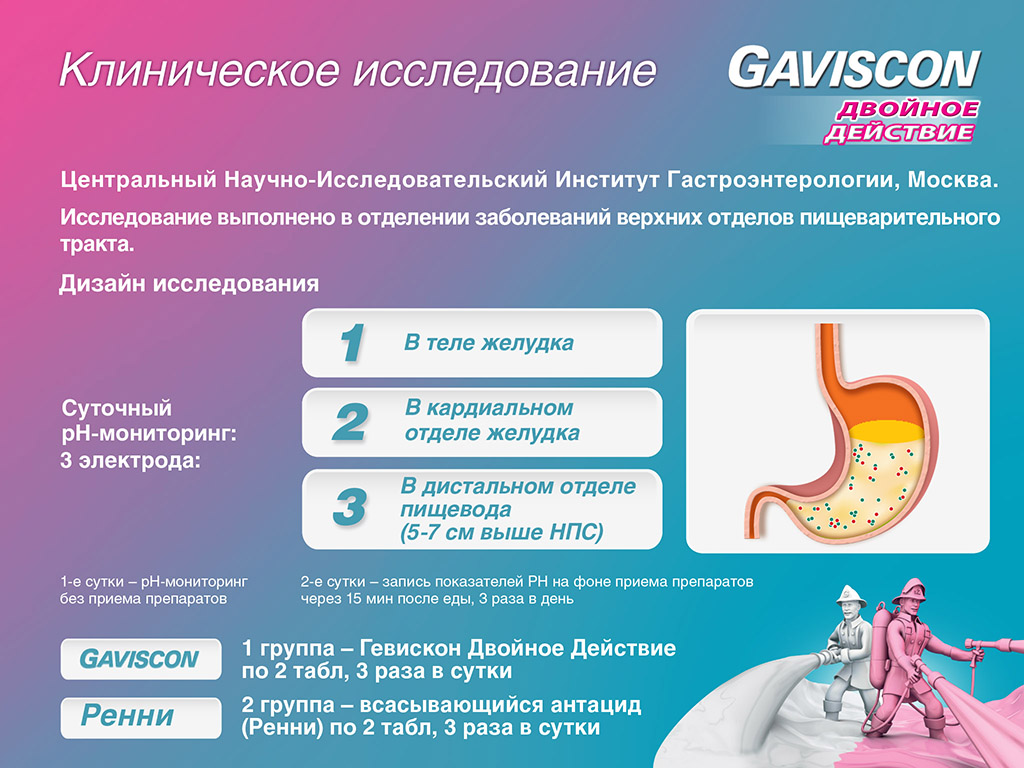 Клиническое исследование
GAVISCON
ДВОЙНОЕ
ДЕЙСТВИЕ
Центральный Научно-Исследовательский Институт Гастроэнтерологии, Москва.
Исследование выполнено в отделении заболеваний верхних отделов пищеварительного
тракта.
Дизайн исследования
Суточный
pH-мониторинг:
3 электрода:
1
В теле желудка
2
В кардиальном
отделе желудка
3
В дистальном отделе
пищевода
(5-7 см выше НПС)
1-е сутки – pH-мониторинг
без приема препаратов
2-е сутки – запись показателей РН на фоне приема препаратов
через 15 мин после еды, 3 раза в день
GAVISCON
1 группа – Гевискон Двойное Действие
по 2 табл, 3 раза в сутки
Ренни
2 группа – всасывающийся антацид
(Ренни) по 2 табл, 3 раза в сутки